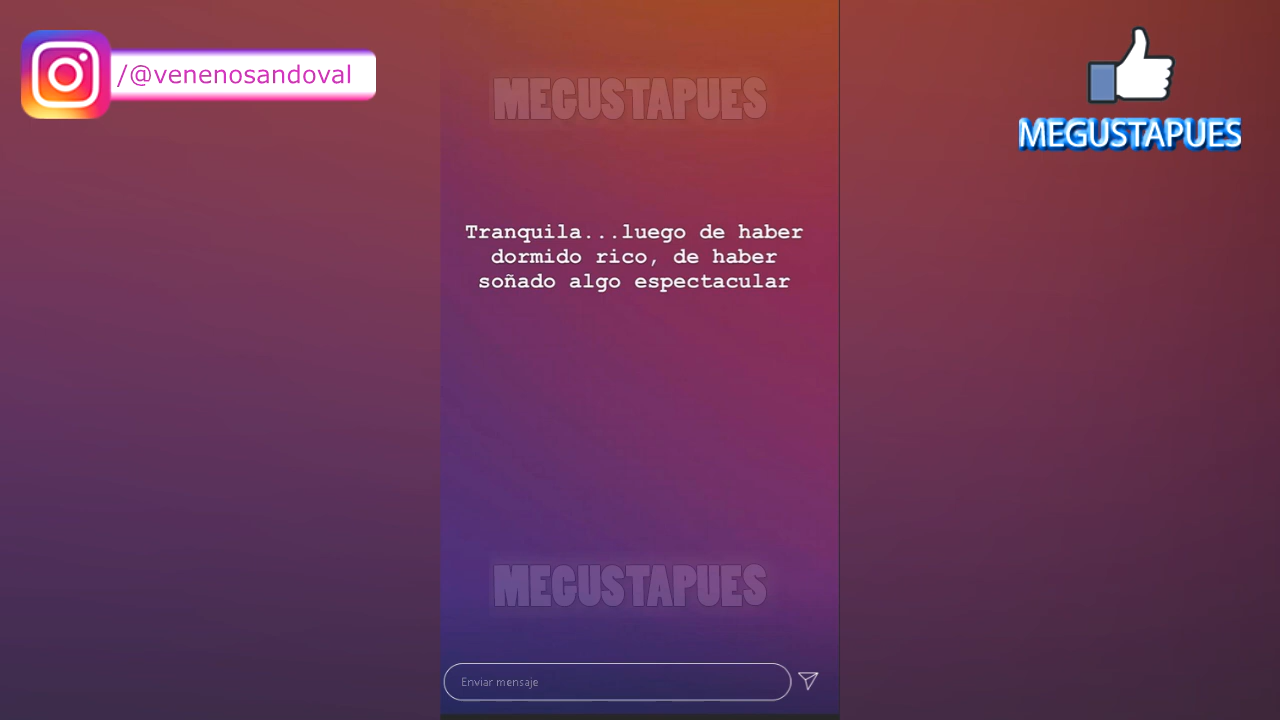 /@venenosandoval
MEGUSTAPUES
MEGUSTAPUES
Tranquila...luego de haber
dormido rico, de haber
soñado algo espectacular
MEGUSTAPUES
Enviar mensaje